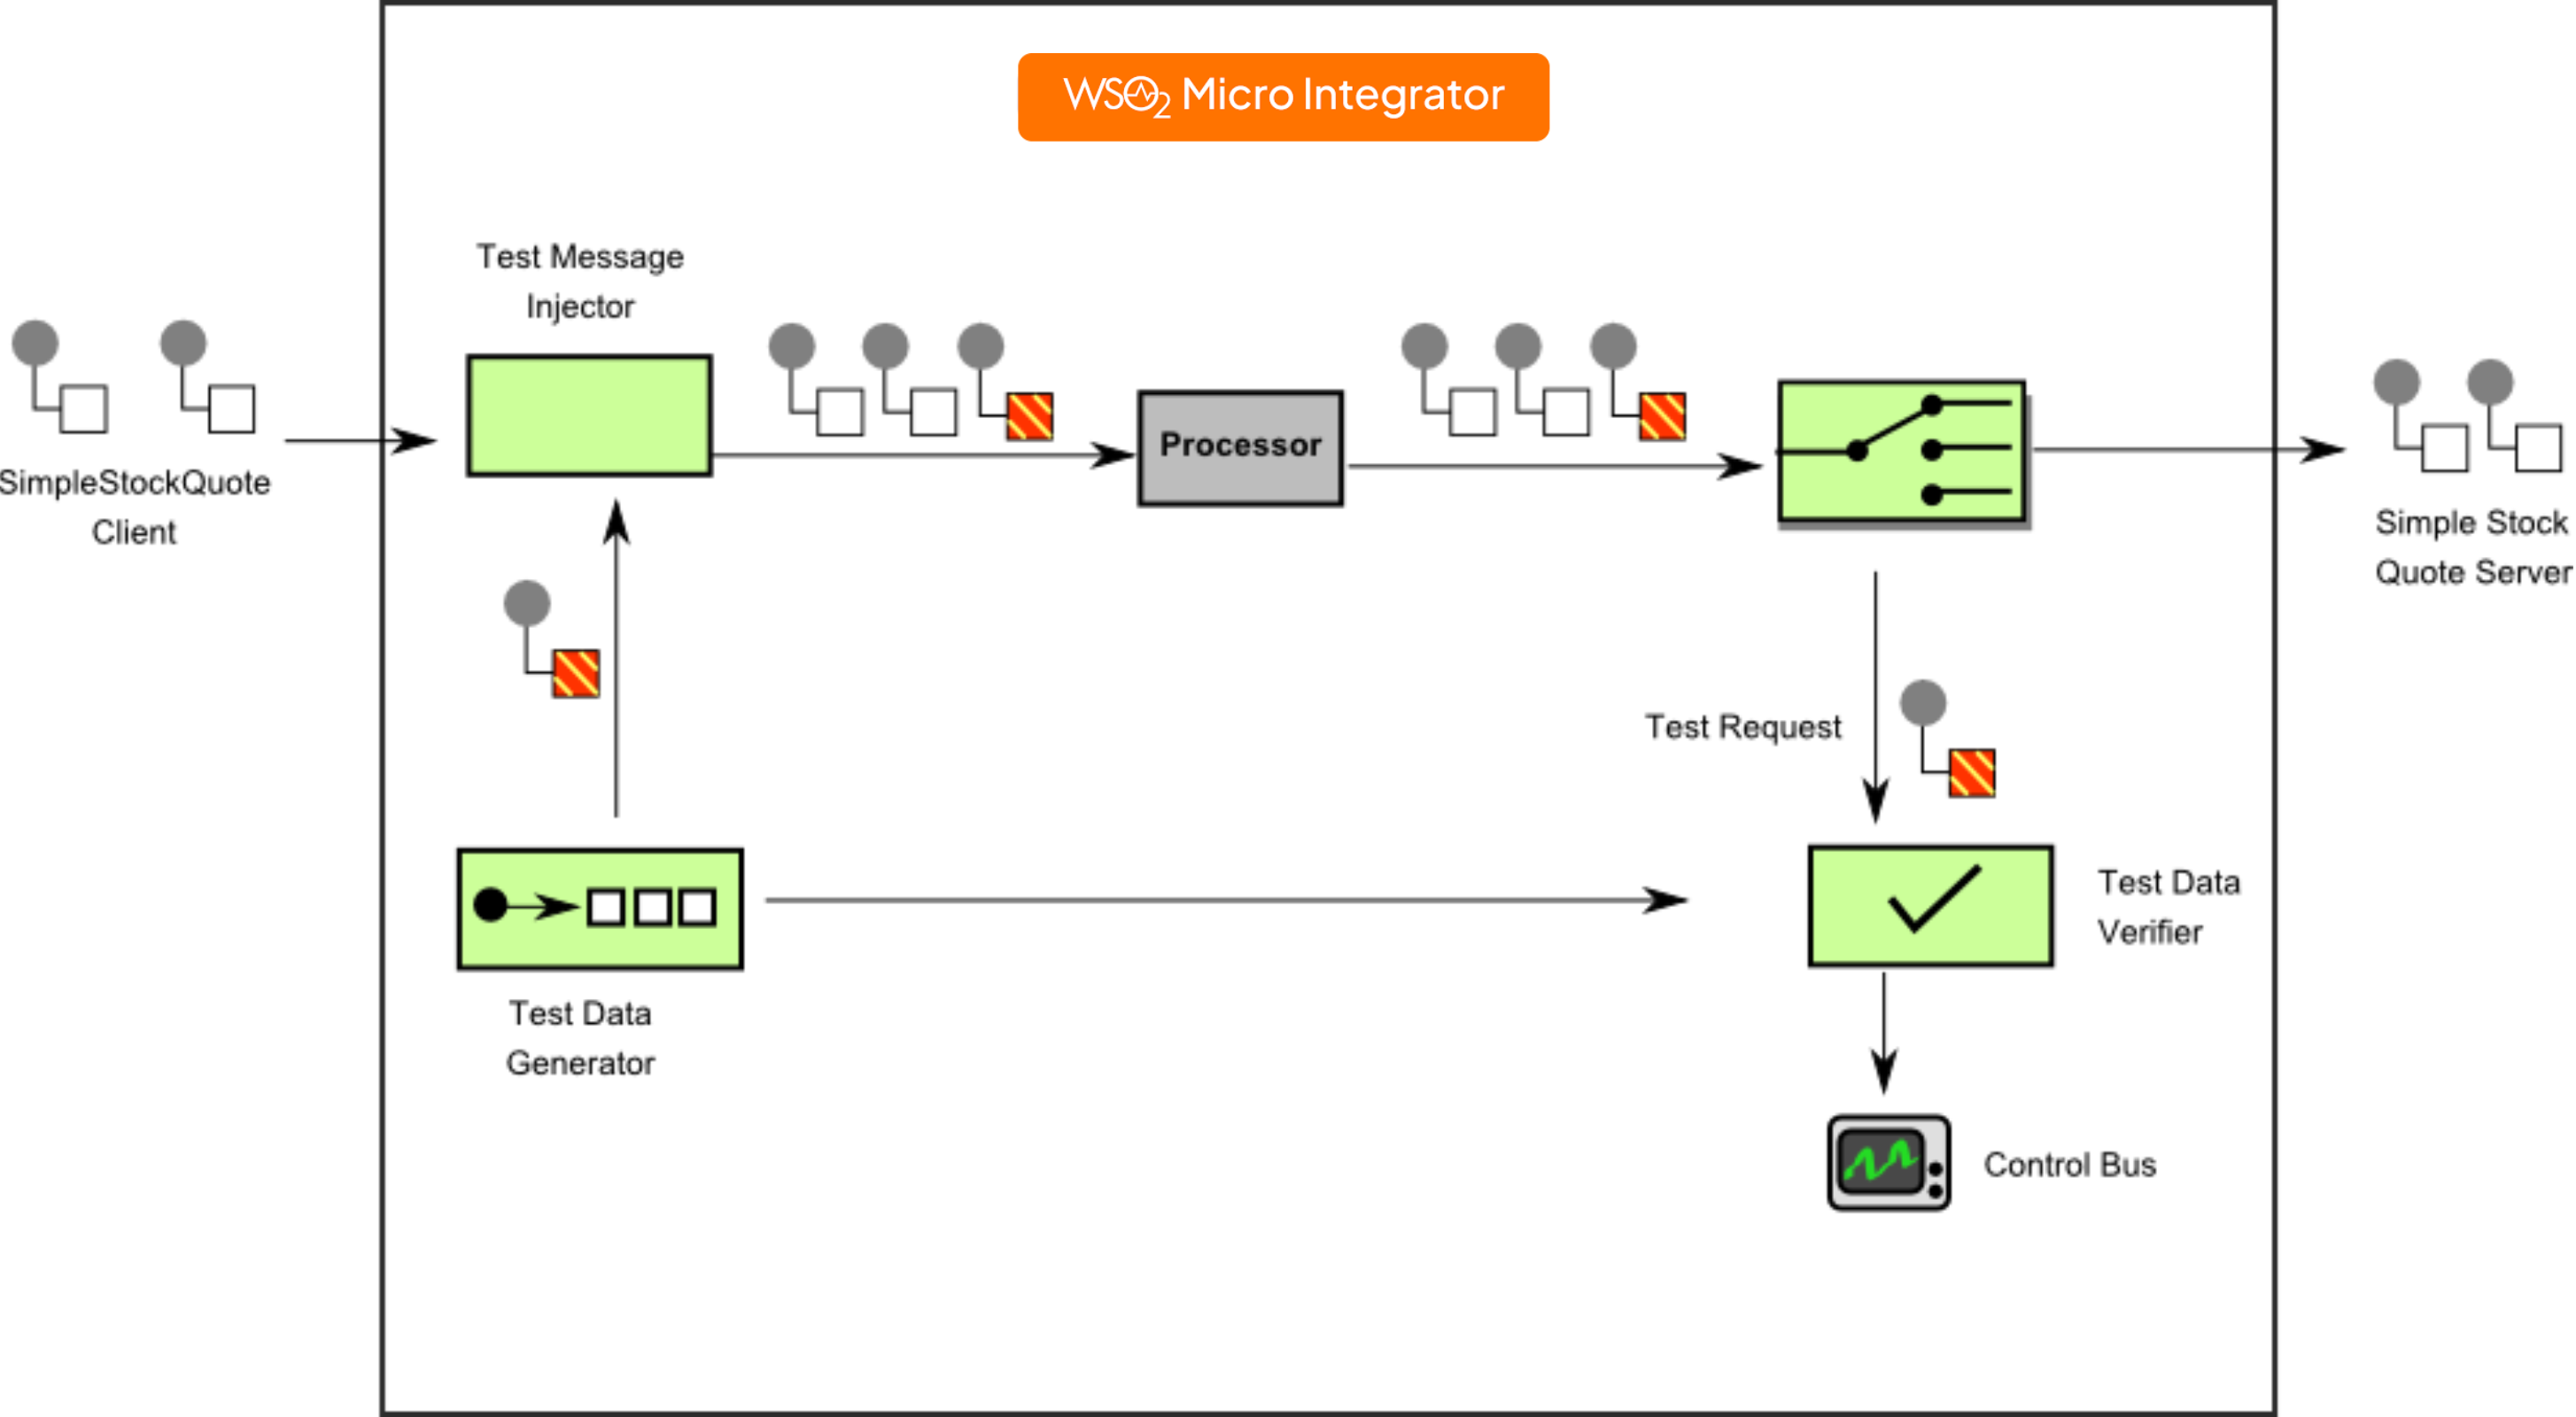 WSO2 Micro Integrator
Test Message
Injector
SimpleStockQuote
Client
Processor
Simple Stock
Quote Server
Test Request
Test Data
Verifier
Test Data
Generator
Control Bus